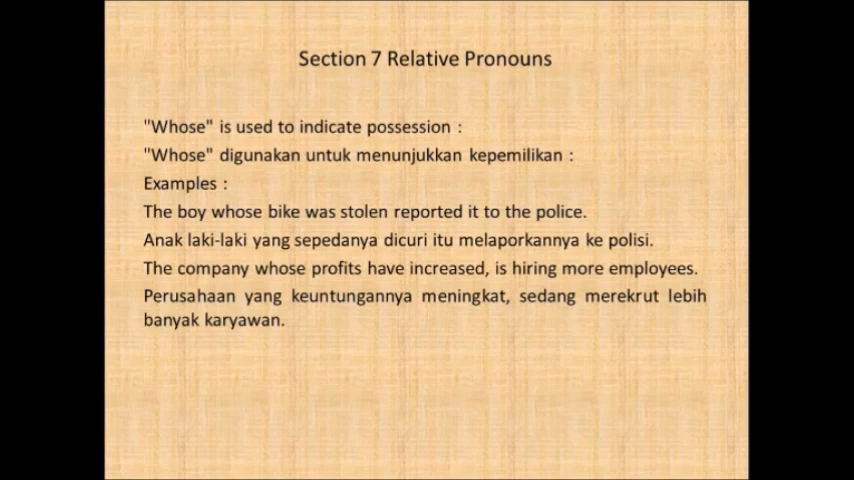 Section 7 Relative Pronouns
"Whose" is used to indicate possession :
"Whose" digunakan untuk menunjukkan kepemilikan :
Examples :
The boy whose bike was stolen reported it to the police.
Anak laki-laki yang sepedanya dicuri itu melaporkannya ke polisi.
The company whose profits have increased, is hiring more employees.
Perusahaan yang keuntungannya meningkat, sedang merekrut lebih
banyak karyawan.